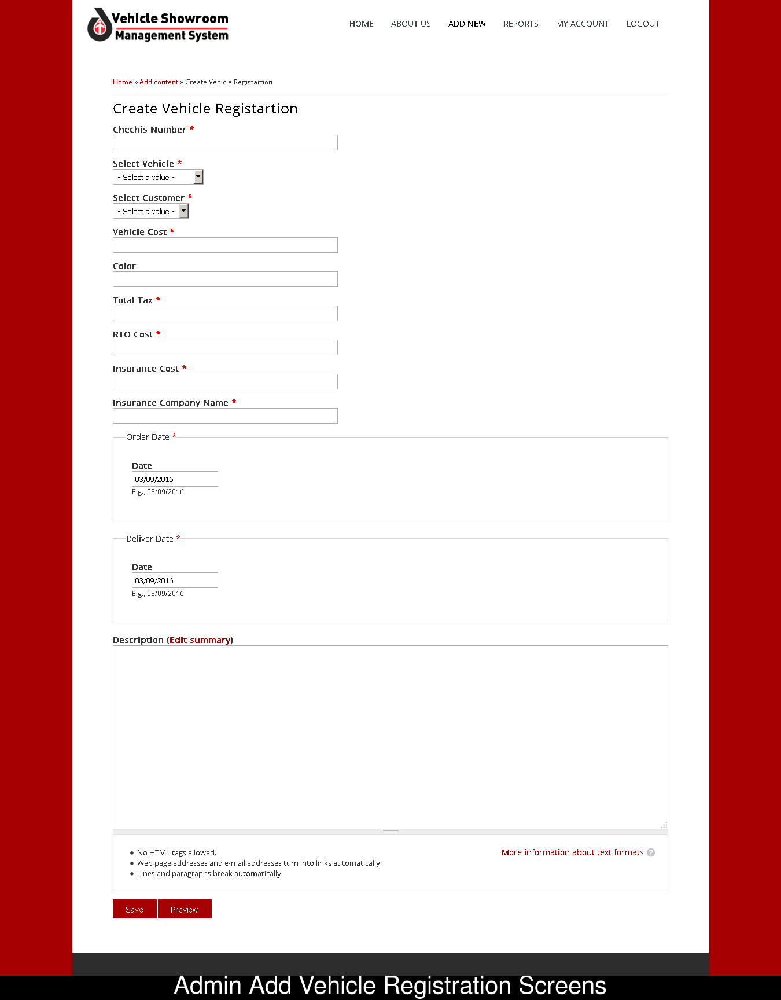 Vehicle Showroom
Management System
HOME ABOUT US ADD NEW REPORTS MY ACCOUNT LOGOUT
Home » Add content » Create Vehicle Registartion
Create Vehicle Registartion
Chechis Number *
Select Vehicle *
- Select a value -
Select Customer *
- Select a value -
Vehicle Cost *
Color
Total Tax *
RTO Cost *
Insurance Cost *
Insurance Company Name *
Order Date *
Date
03/09/2016
E.g., 03/09/2016
Deliver Date *
Date
03/09/2016
E.g., 03/09/2016
Description (Edit summary)
More information about text formats ?
No HTML tags allowed.
Web page addresses and e-mail addresses turn into links automatically.
Lines and paragraphs break automatically.
Save Preview
Admin Add Vehicle Registration Screens